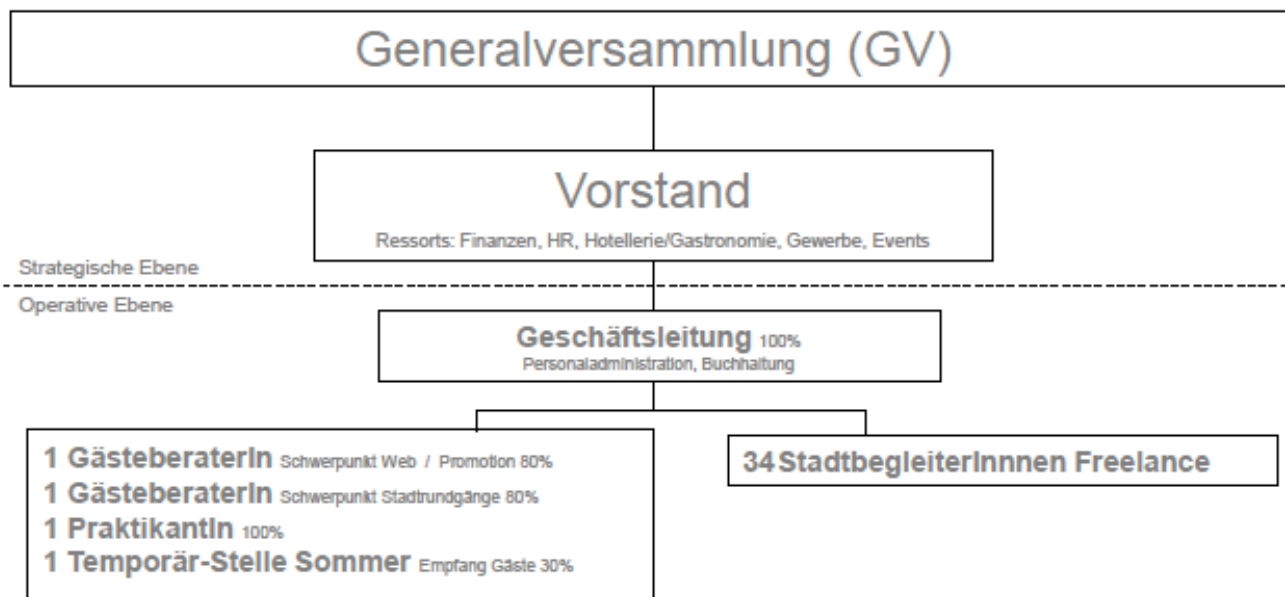 Generalversammlung (GV)
Vorstand
Ressorts: Finanzen, HR, Hotellerie/Gastronomie, Gewerbe, Events
Strategische Ebene
Operative Ebene
Geschäftsleitung 100%
Personaladministration, Buchhaltung
1 GästeberaterIn Schwerpunkt Web / Promotion 80%
1 GästeberaterIn Schwerpunkt Stadtrundgänge 80%
1 PraktikantIn 100%
1 Temporär-Stelle Sommer Empfang Gäste 30%
34 StadtbegleiterInnnen Freelance